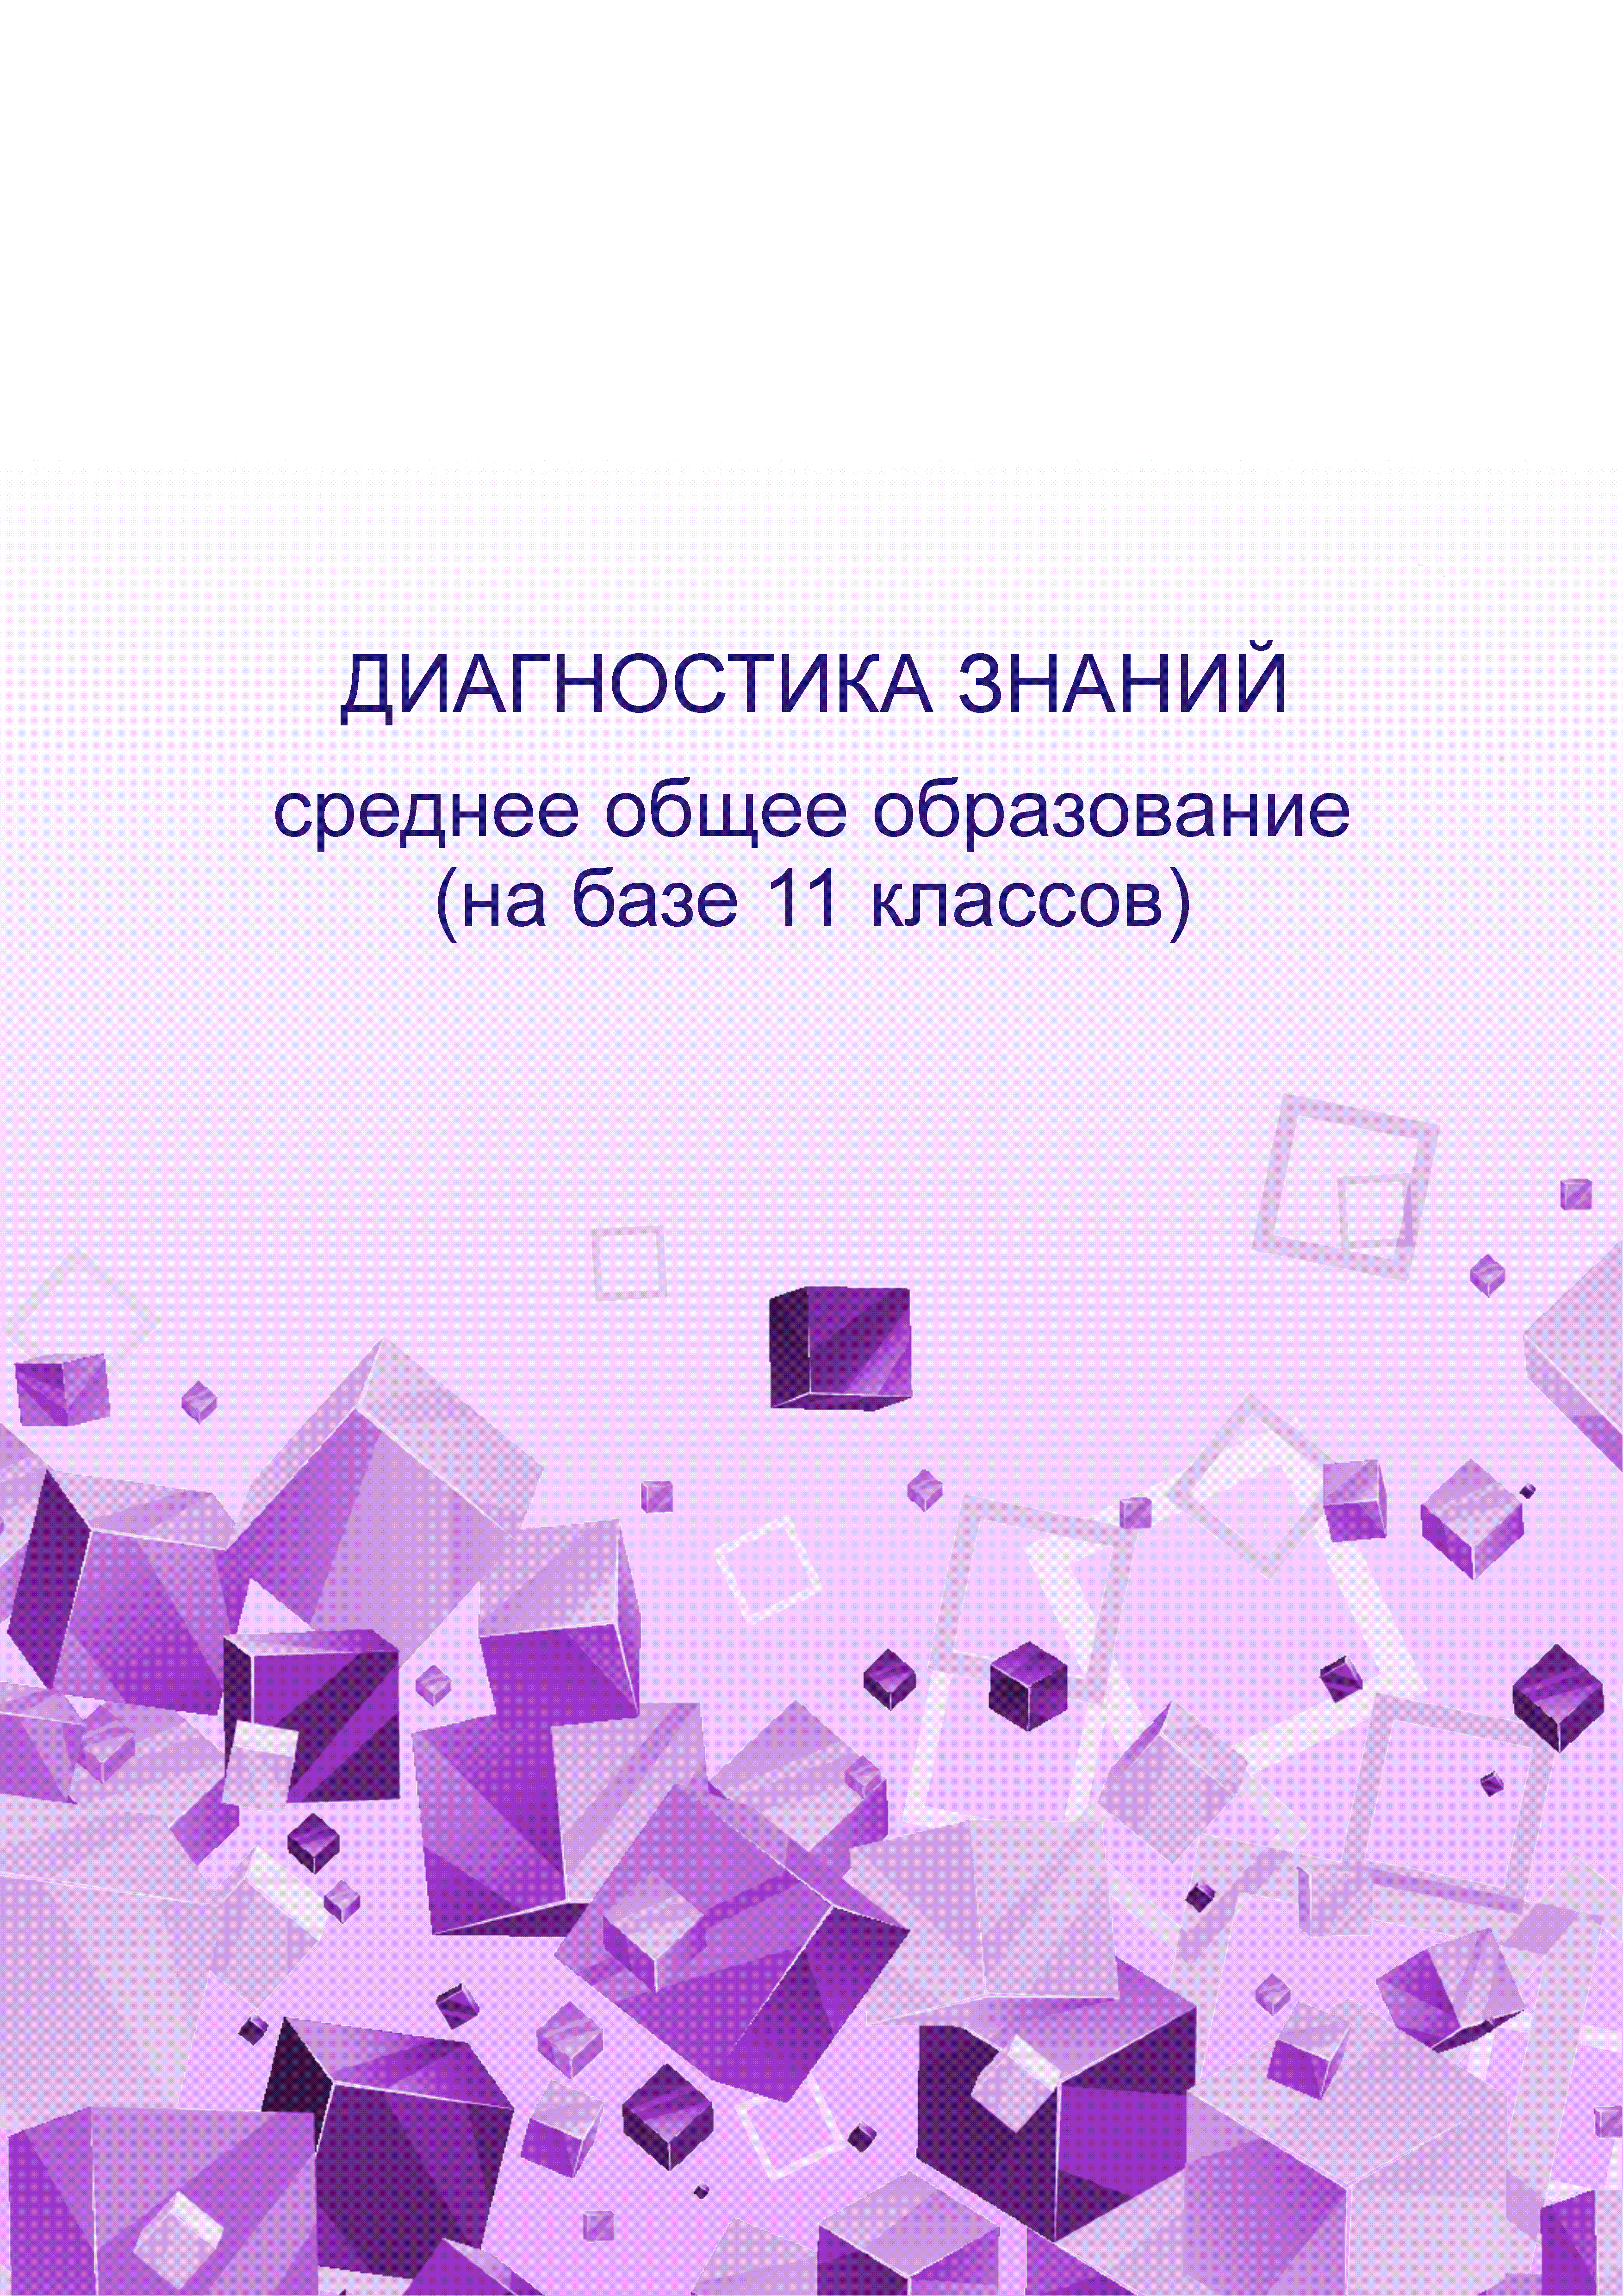 ДИАГНОСТИКА ЗНАНИЙ
среднее общее образование
(на базе 11 классов)